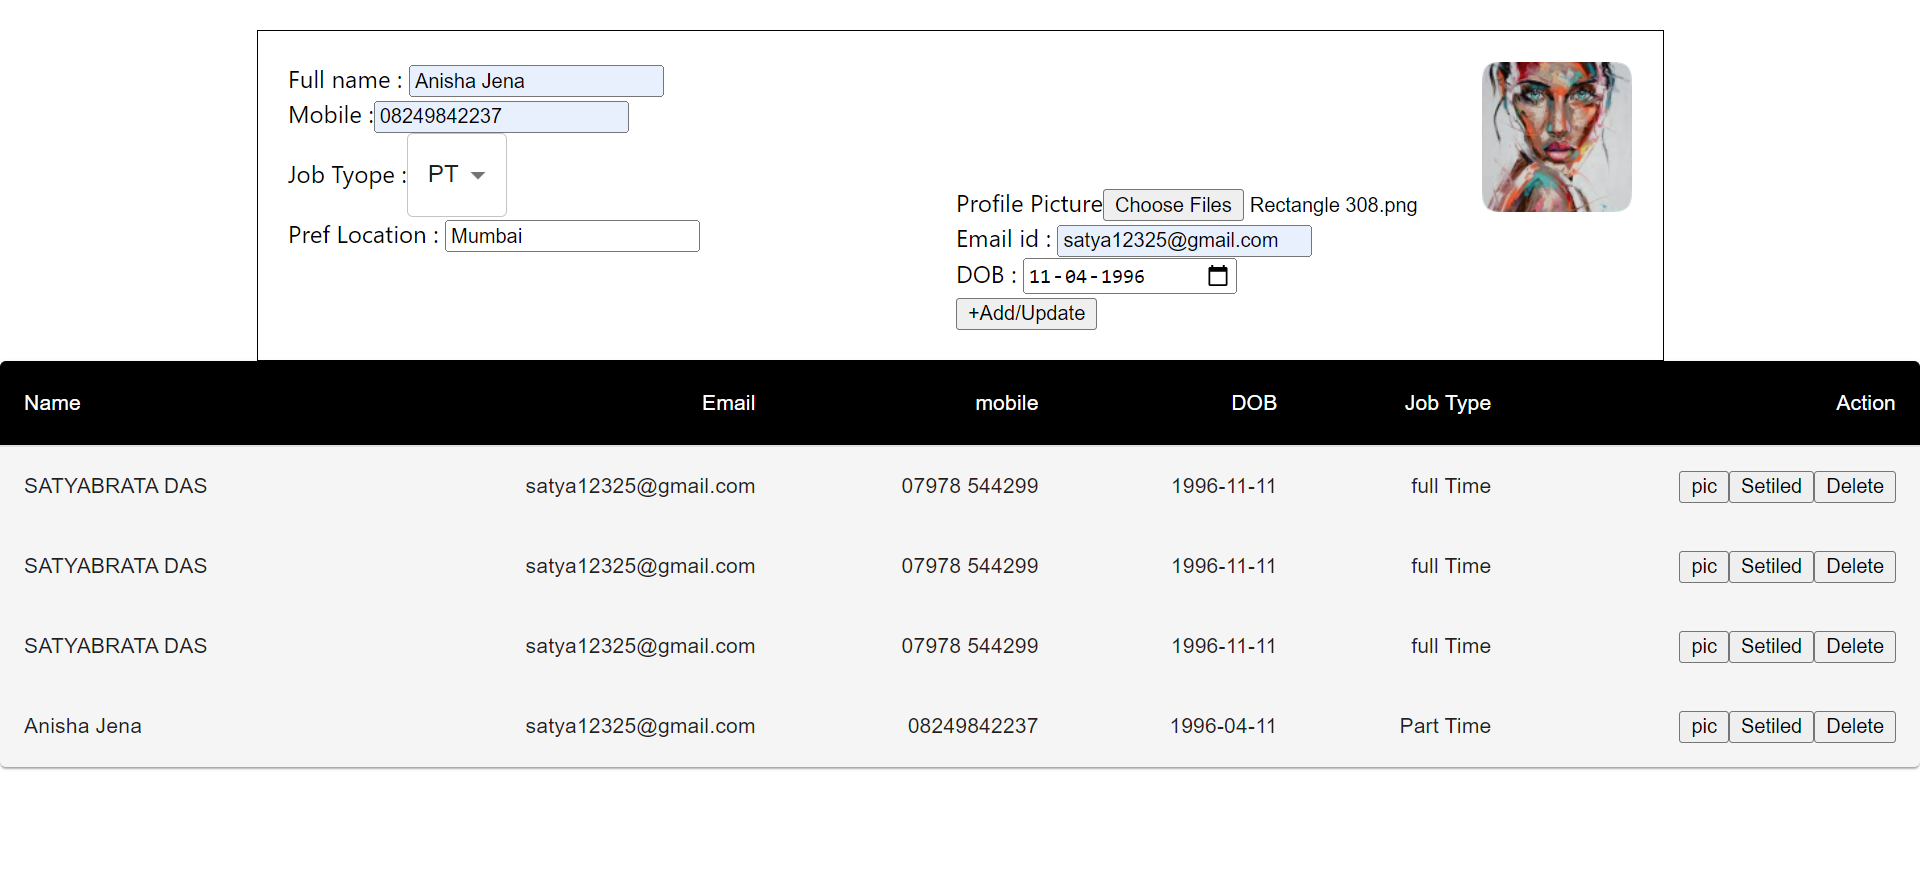 Full name : Anisha Jena
Mobile : 08249842237
Job Tyope : PT
Pref Location : Mumbai
Profile Picture Choose Files Rectangle 308.png
Email id : satya12325@gmail.com
DOB : 11-04-1996
+Add/Update
Name Email mobile DOB Job Type Action
SATYABRATA DAS satya12325@gmail.com 07978 544299 1996-11-11 full Time pic Setiled Delete
SATYABRATA DAS satya12325@gmail.com 07978 544299 1996-11-11 full Time pic Setiled Delete
SATYABRATA DAS satya12325@gmail.com 07978 544299 1996-11-11 full Time pic Setiled Delete
Anisha Jena satya12325@gmail.com 08249842237 1996-04-11 Part Time pic Setiled Delete